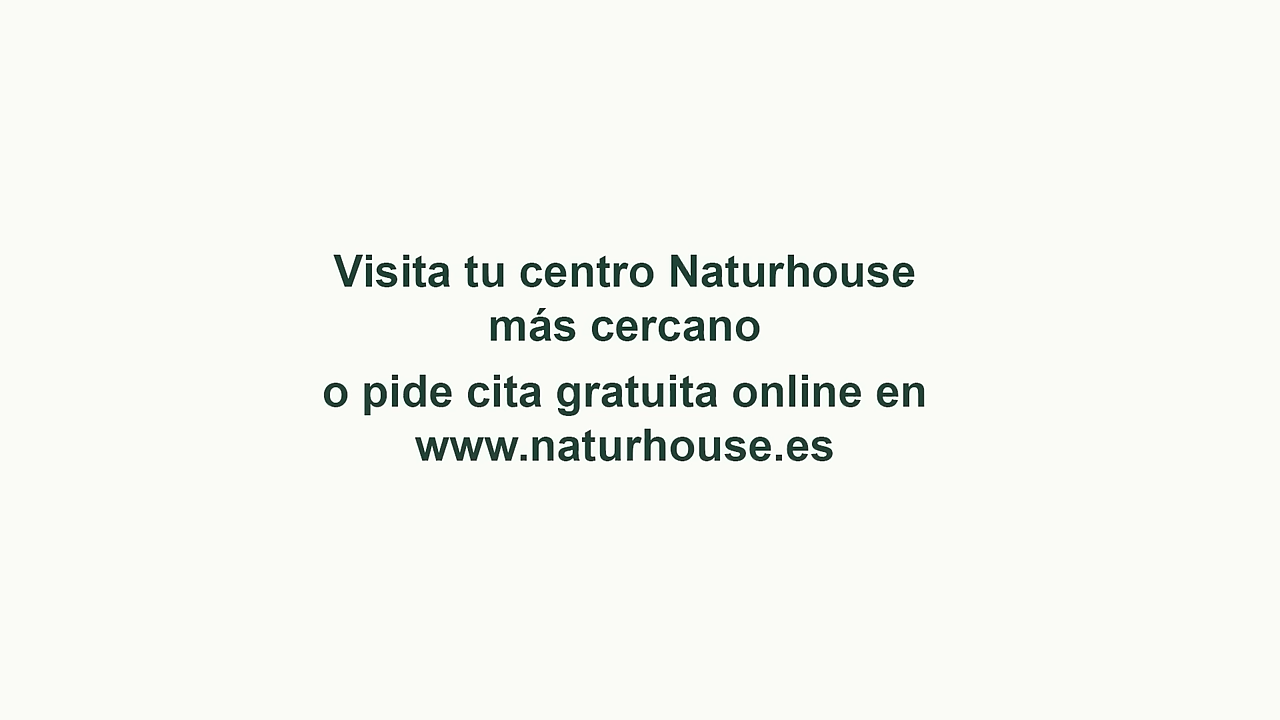 Visita tu centro Naturhouse
más cercano
o pide cita gratuita online en
www.naturhouse.es